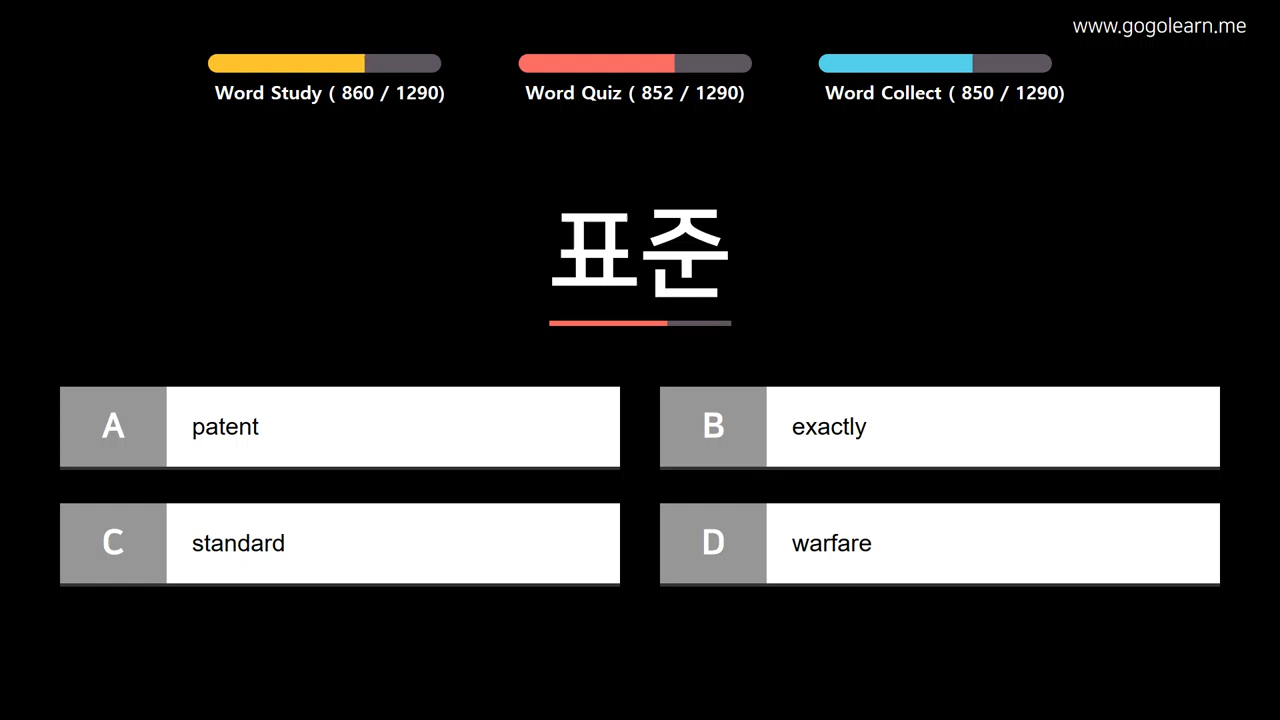 www.gogolearn.me
Word Study ( 860 / 1290)
Word Quiz ( 852 / 1290)
Word Collect ( 850 / 1290)
표준
A patent
B exactly
C standard
D warfare